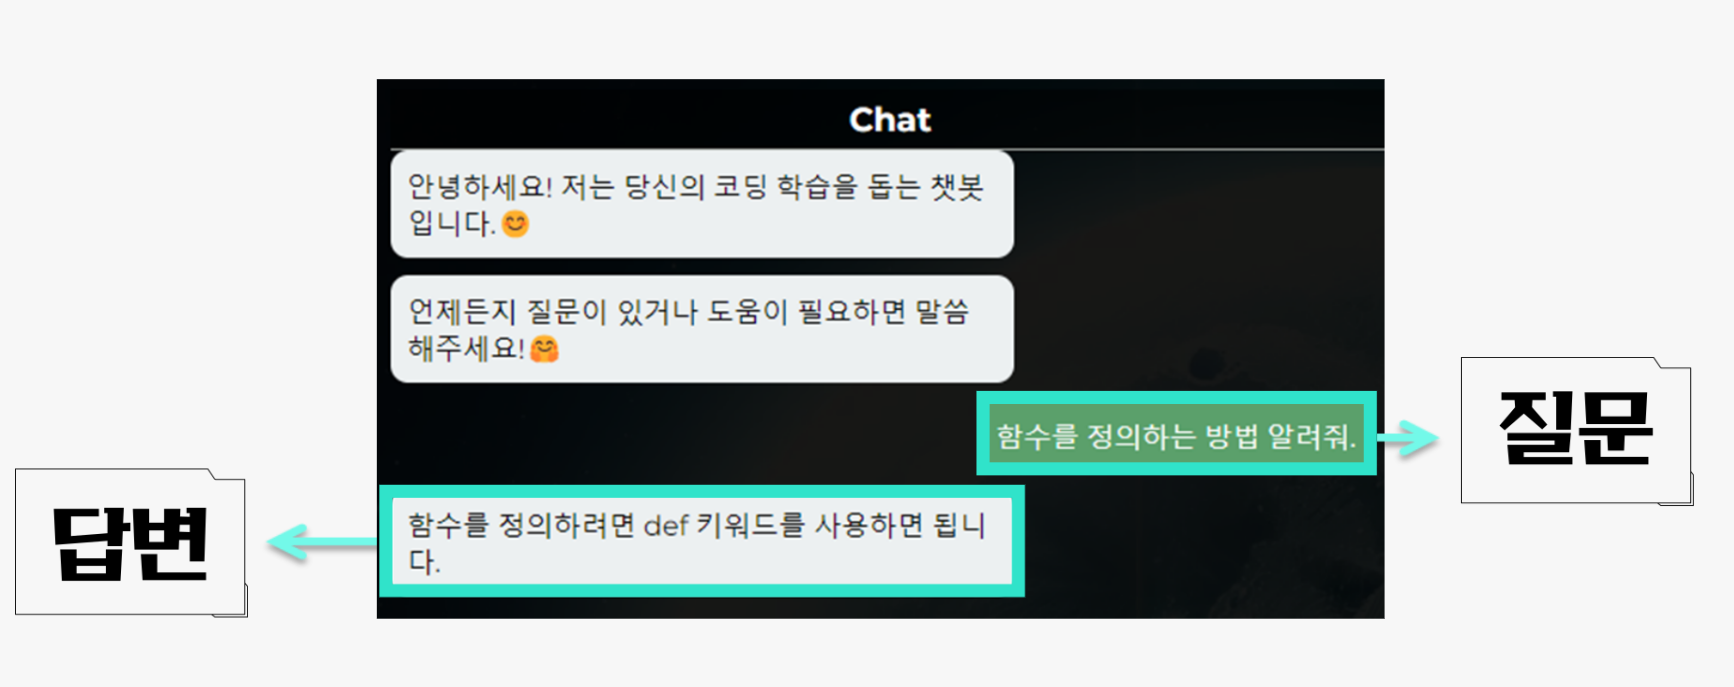 Chat
안녕하세요! 저는 당신의 코딩 학습을 돕는 챗봇
입니다.😊
언제든지 질문이 있거나 도움이 필요하면 말씀
해주세요!🤗
함수를 정의하는 방법 알려줘.
질문
함수를 정의하려면 def 키워드를 사용하면 됩니
다.
답변